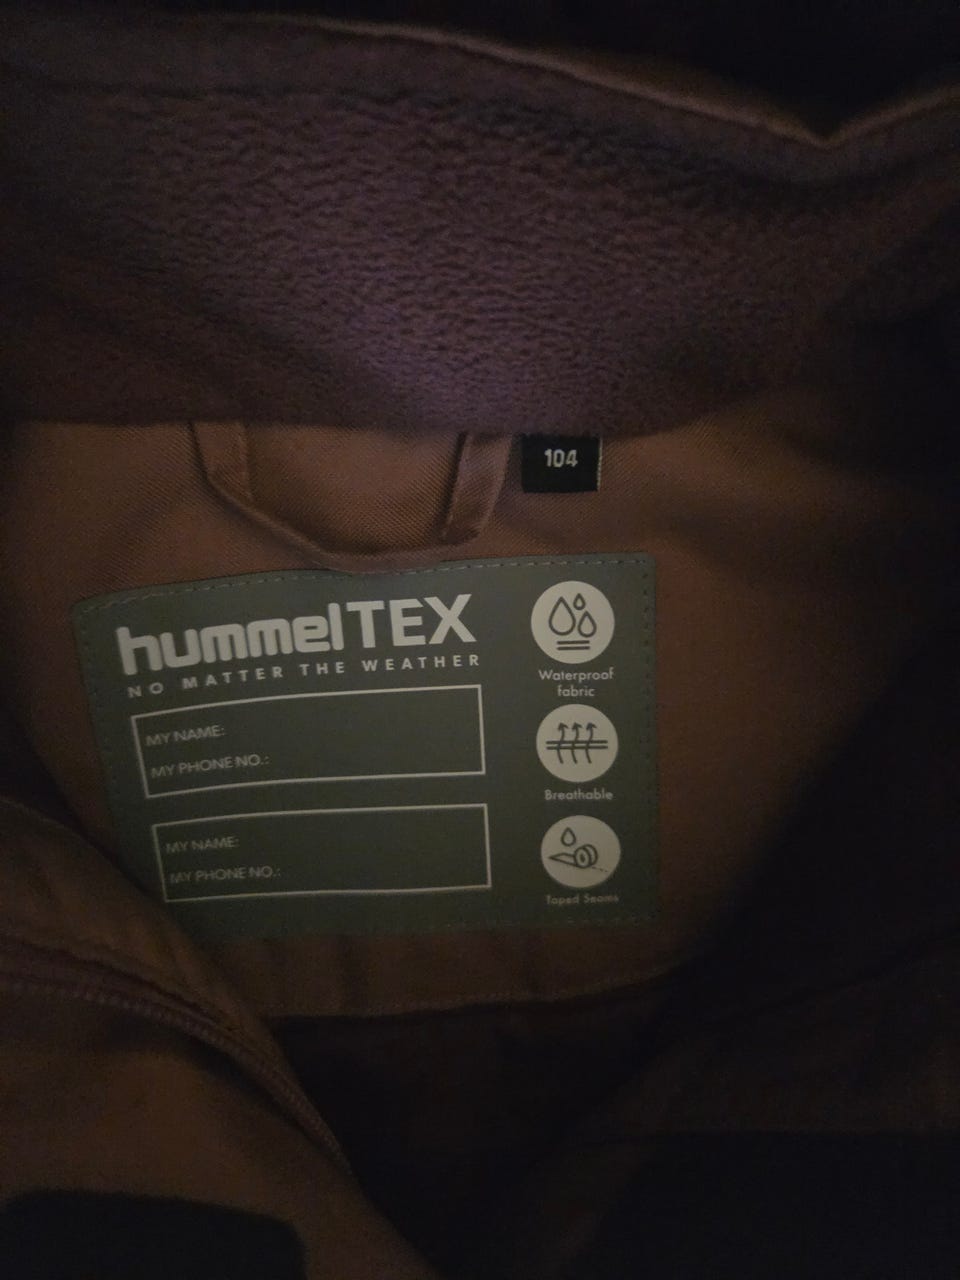 104
hummelTEX
NO MATTER THE WEATHER
MY NAME:
MY PHONE NO.:
MY NAME:
MY PHONE NO.:
Waterproof
fabric
Breathable
Taped Seams